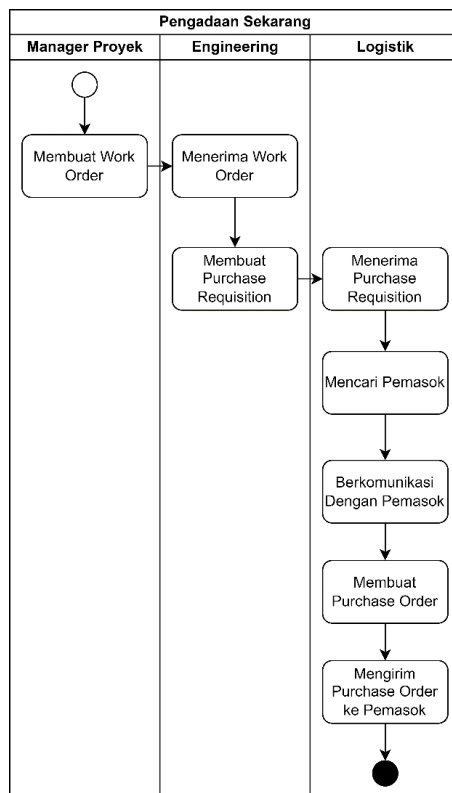 Pengadaan Sekarang
Manager Proyek
Engineering
Logistik
Membuat Work
Order
Menerima Work
Order
Membuat
Purchase
Requisition
Menerima
Purchase
Requisition
Mencari Pemasok
Berkomunikasi
Dengan Pemasok
Membuat
Purchase Order
Mengirim
Purchase Order
ke Pemasok